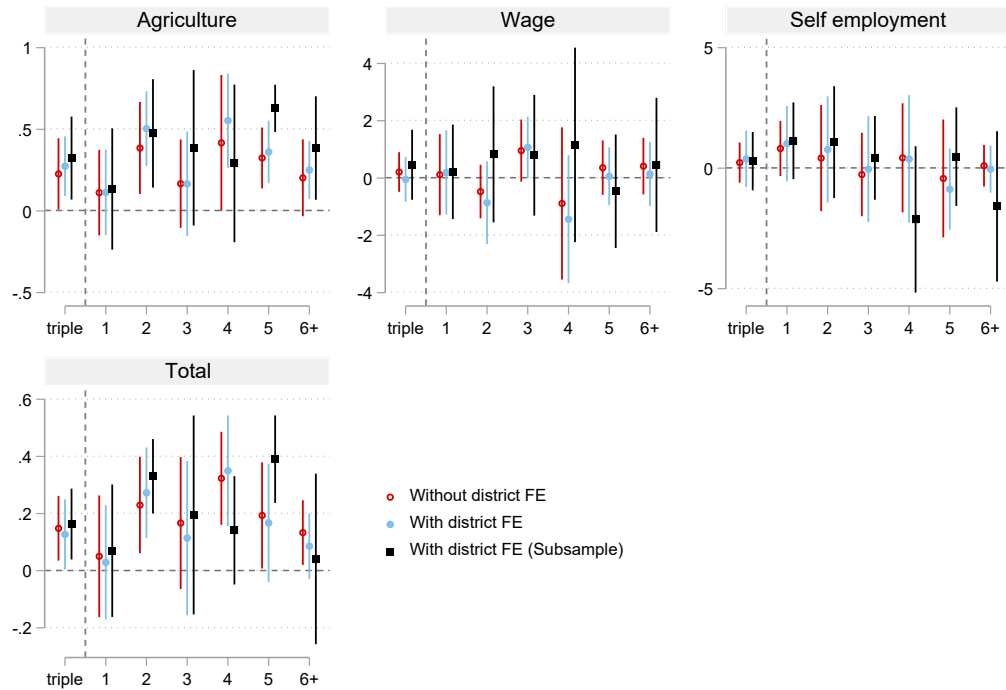 Agriculture
1
.5
0
-.5
triple 1 2 3 4 5 6+
Wage
4
2
0
-2
-4
triple 1 2 3 4 5 6+
Self employment
5
0
-5
triple 1 2 3 4 5 6+
Total
.6
.4
.2
0
-.2
triple 1 2 3 4 5 6+
Without district FE
With district FE
With district FE (Subsample)